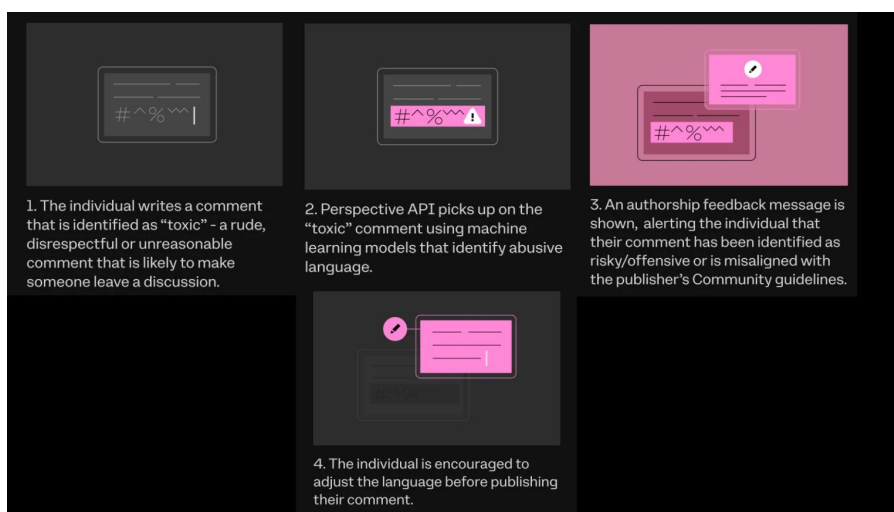 #^%
1. The individual writes a comment
that is identified as “toxic” - a rude,
disrespectful or unreasonable
comment that is likely to make
someone leave a discussion.
#^%
2. Perspective API picks up on the
“toxic” comment using machine
learning models that identify abusive
language.
#^%
3. An authorship feedback message is
shown, alerting the individual that
their comment has been identified as
risky/offensive or is misaligned with
the publisher’s Community guidelines.
4. The individual is encouraged to
adjust the language before publishing
their comment.